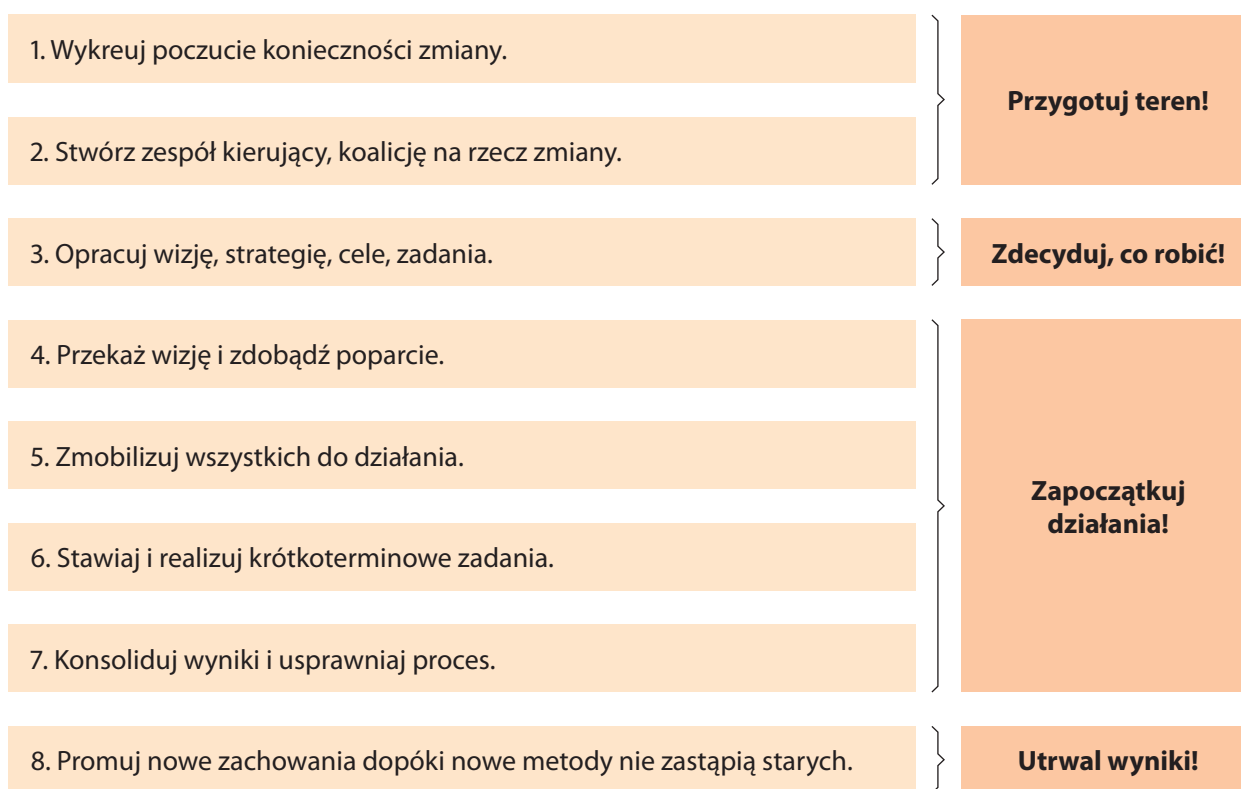 1. Wykreuj poczucie konieczności zmiany.
2. Stwórz zespół kierujący, koalicję na rzecz zmiany.
Przygotuj teren!
3. Opracuj wizję, strategię, cele, zadania.
Zdecyduj, co robić!
4. Przekaż wizję i zdobądź poparcie.
5. Zmobilizuj wszystkich do działania.
6. Stawiaj i realizuj krótkoterminowe zadania.
7. Konsoliduj wyniki i usprawniaj proces.
Zapoczątkuj
działania!
8. Promuj nowe zachowania dopóki nowe metody nie zastąpią starych.
Utrwal wyniki!